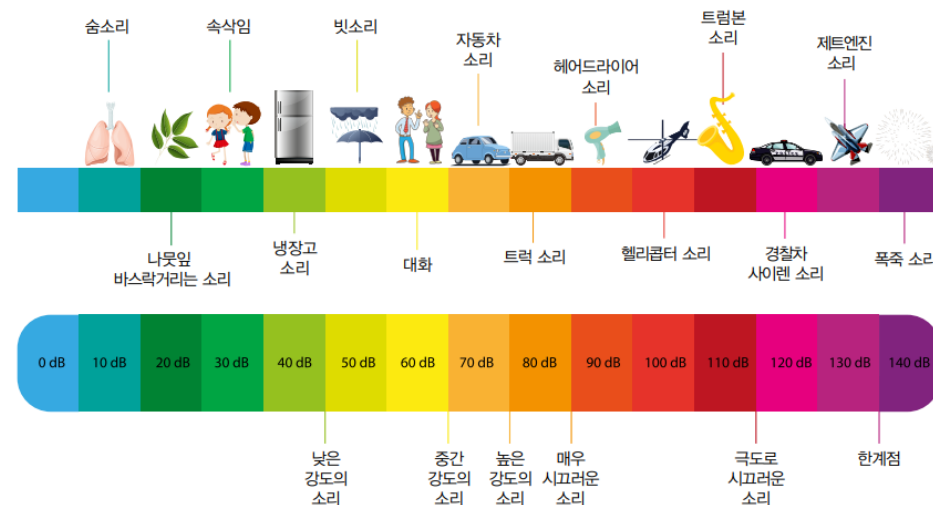 숨소리
속삭임
빗소리
자동차
소리
헤어드라이어
소리
트럼본
소리
제트엔진
소리
나뭇잎
바스락거리는 소리
냉장고
소리
대화
트럭 소리
헬리콥터 소리
경찰차
사이렌 소리
폭죽 소리
0 dB
10 dB
20 dB
30 dB
40 dB
50 dB
60 dB
70 dB
80 dB
90 dB
100 dB
110 dB
120 dB
130 dB
140 dB
낮은
강도의
소리
중간
강도의
소리
높은
강도의
소리
매우
시끄러운
소리
극도로
시끄러운
소리
한계점